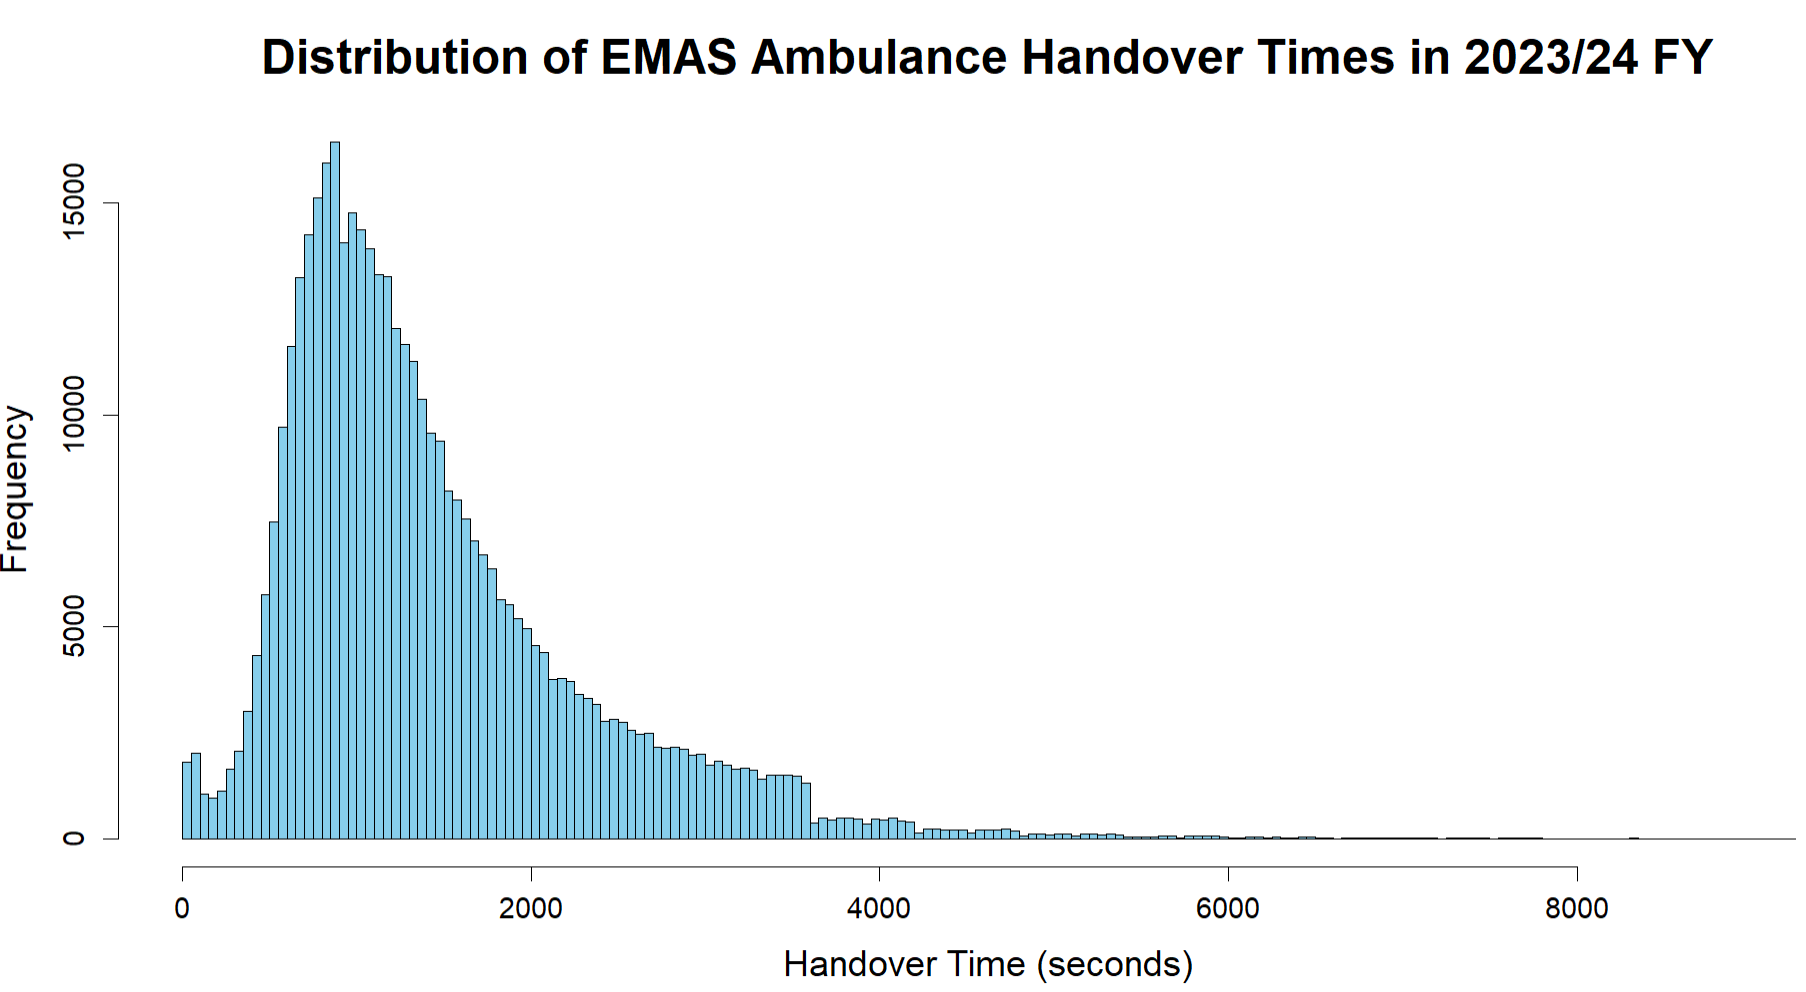 Distribution of EMAS Ambulance Handover Times in 2023/24 FY
Frequency
15000
10000
5000
0
0 2000 4000 6000 8000
Handover Time (seconds)